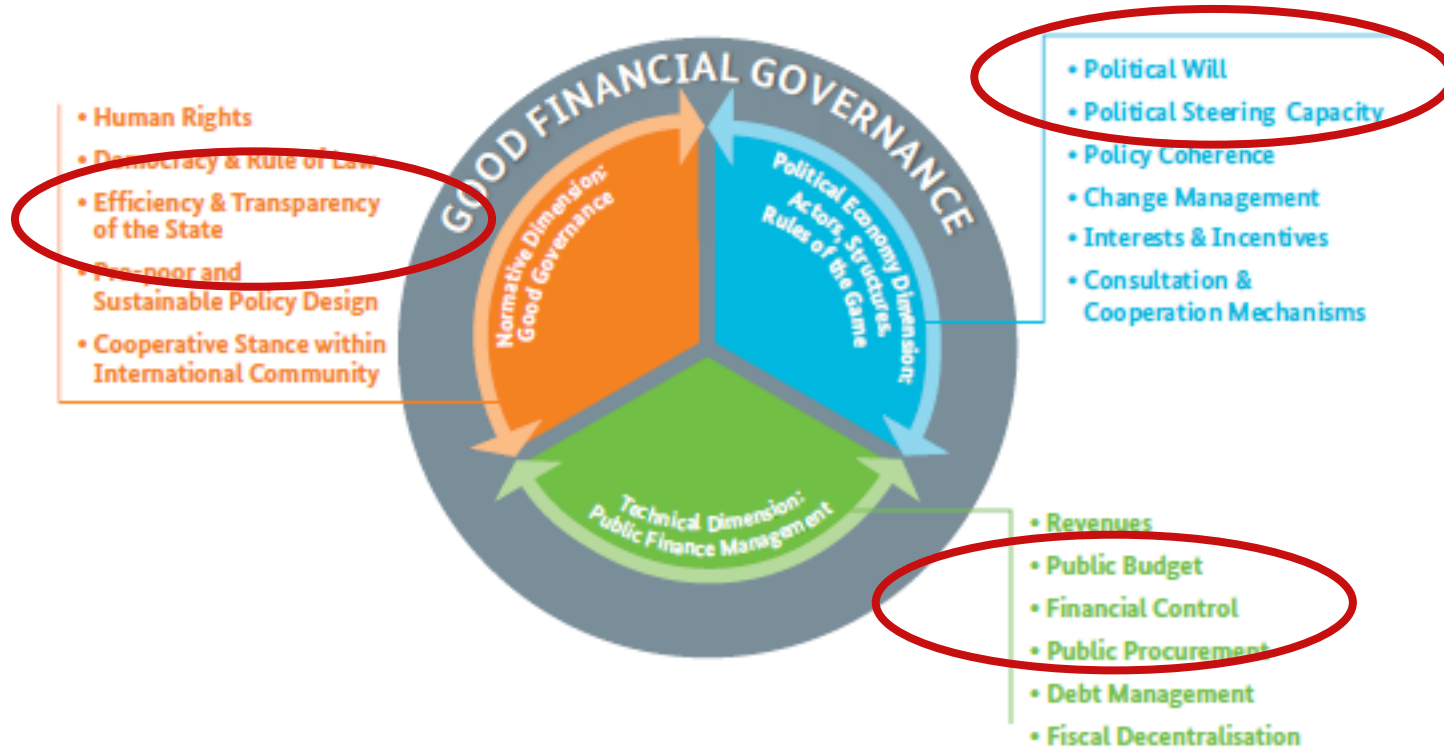 GOOD FINANCIAL GOVERNANCE
• Human Rights
• Democracy & Rule of Law
• Efficiency & Transparency
of the State
• Pro-poor and
Sustainable Policy Design
• Cooperative Stance within
International Community
Normative Dimension:
Good Governance
Political Economy Dimension:
Actors, Structures,
Rules of the Game
• Political Will
• Political Steering Capacity
• Policy Coherence
• Change Management
• Interests & Incentives
• Consultation &
Cooperation Mechanisms
Technical Dimension:
Public Finance Management
• Revenues
• Public Budget
• Financial Control
• Public Procurement
• Debt Management
• Fiscal Decentralisation